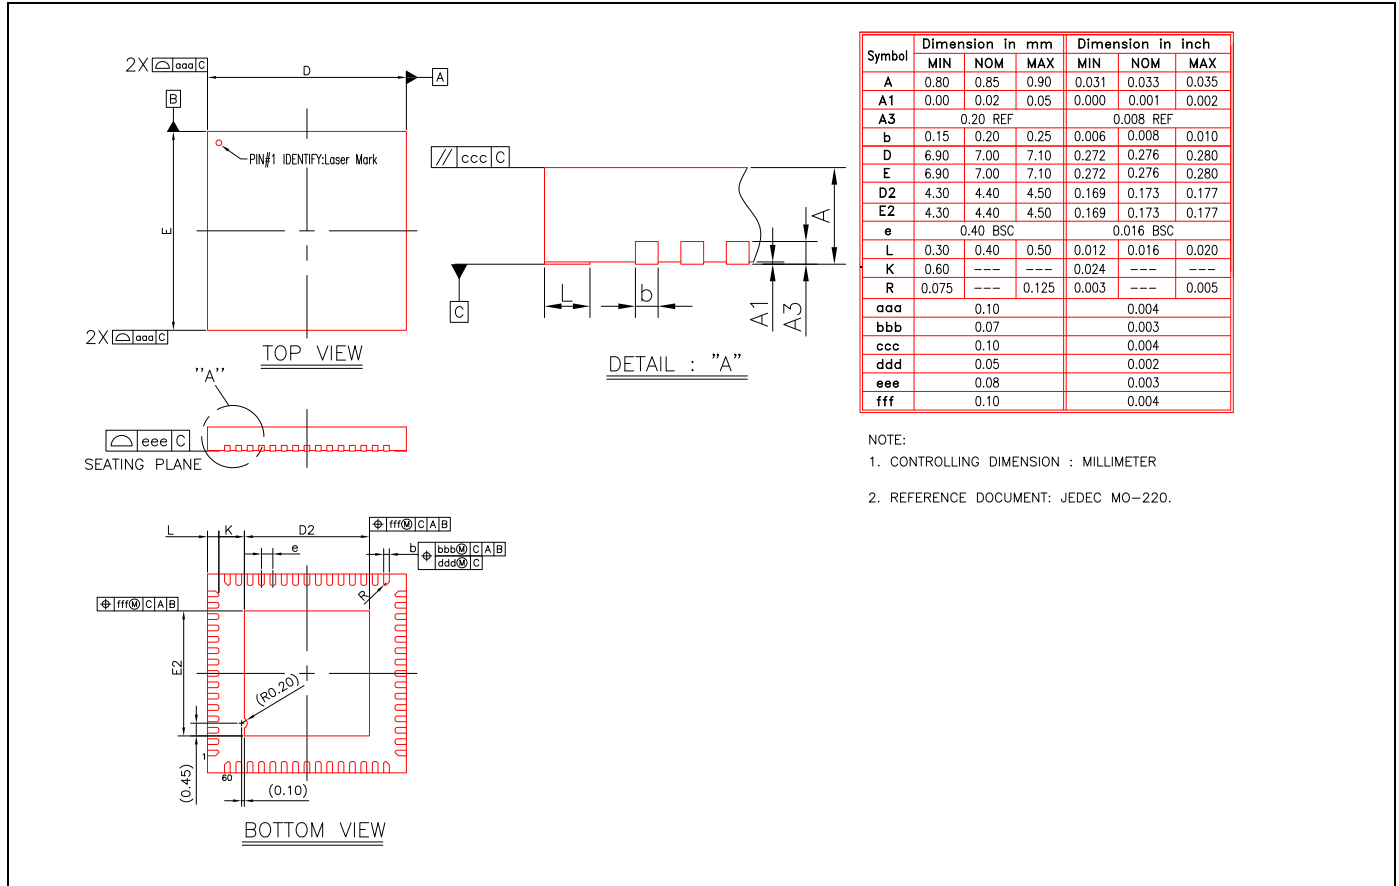 2X aaa C
D
A
B
PIN#1 IDENTIFY:Laser Mark
E
2X aaa C
TOP VIEW
// ccc C
A
C
L
b
A1
A3
DETAIL : "A"
"A"
eee C
SEATING PLANE
L
K
D2
fffⓂ C A B
e
b
bbbⓂ C A B
dddⓂ C
fffⓂ C A B
R
E2
(R0.20)
1
60
(0.45)
(0.10)
BOTTOM VIEW
Symbol Dimension in mm Dimension in inch
MIN NOM MAX MIN NOM MAX
A 0.80 0.85 0.90 0.031 0.033 0.035
A1 0.00 0.02 0.05 0.000 0.001 0.002
A3 0.20 REF 0.008 REF
b 0.15 0.20 0.25 0.006 0.008 0.010
D 6.90 7.00 7.10 0.272 0.276 0.280
E 6.90 7.00 7.10 0.272 0.276 0.280
D2 4.30 4.40 4.50 0.169 0.173 0.177
E2 4.30 4.40 4.50 0.169 0.173 0.177
e 0.40 BSC 0.016 BSC
L 0.30 0.40 0.50 0.012 0.016 0.020
K 0.60 --- --- 0.024 --- ---
R 0.075 --- 0.125 0.003 --- 0.005
aaa 0.10 0.004
bbb 0.07 0.003
ccc 0.10 0.004
ddd 0.05 0.002
eee 0.08 0.003
fff 0.10 0.004
NOTE:
1. CONTROLLING DIMENSION : MILLIMETER
2. REFERENCE DOCUMENT: JEDEC MO-220.